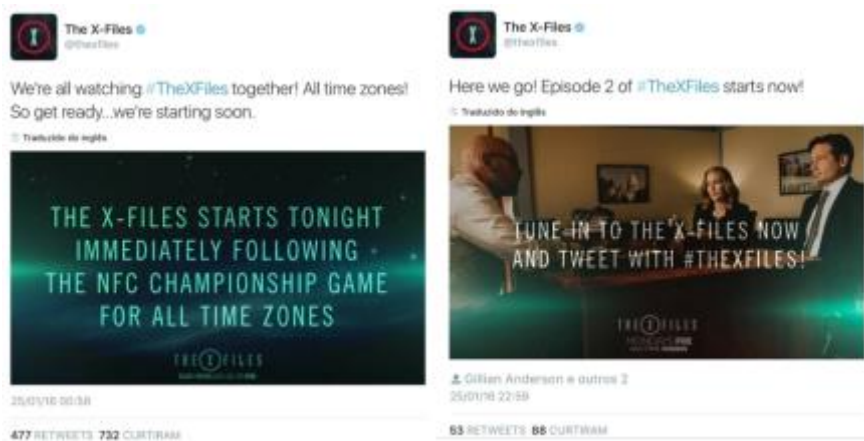 The X-Files
@thexfiles
We're all watching #TheXFiles together! All time zones!
So get ready...we're starting soon.
Traduzido do inglês
THE X-FILES STARTS TONIGHT
IMMEDIATELY FOLLOWING
THE NFC CHAMPIONSHIP GAME
FOR ALL TIME ZONES
THE X FILES
25/01/16 00:58
477 RETWEETS 732 CURTIRAM
The X-Files
@thexfiles
Here we go! Episode 2 of #TheXFiles starts now!
Traduzido do inglês
TUNE IN TO THE X-FILES NOW
AND TWEET WITH #THEXFILES!
THE X FILES
MONDAYS FOX
Gillian Anderson e outros 2
25/01/16 22:59
53 RETWEETS 88 CURTIRAM